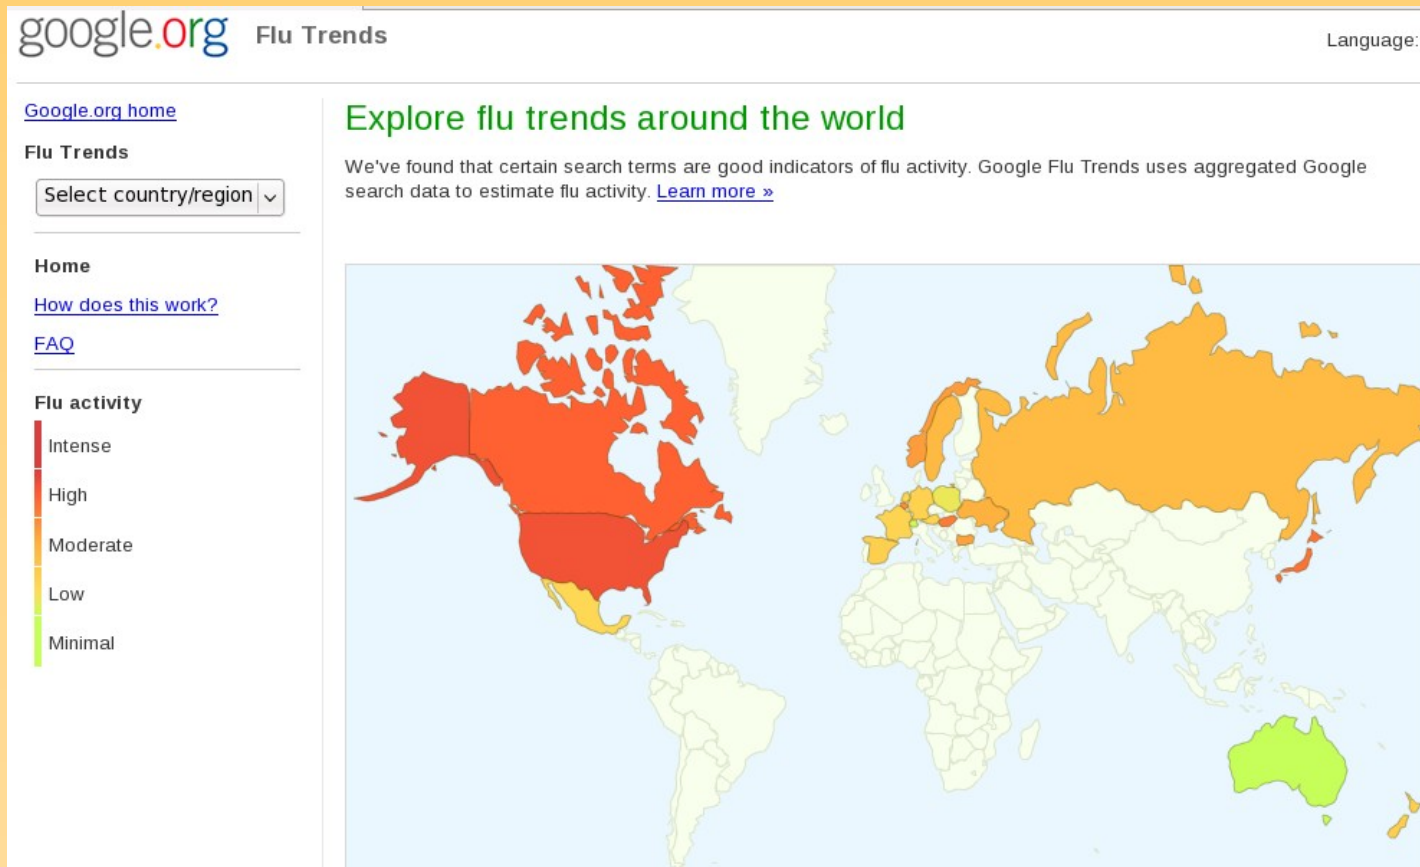 google.org Flu Trends
Language:
Google.org home
Flu Trends
Select country/region
Home
How does this work?
FAQ
Flu activity
Intense
High
Moderate
Low
Minimal
Explore flu trends around the world
We've found that certain search terms are good indicators of flu activity. Google Flu Trends uses aggregated Google
search data to estimate flu activity. Learn more »